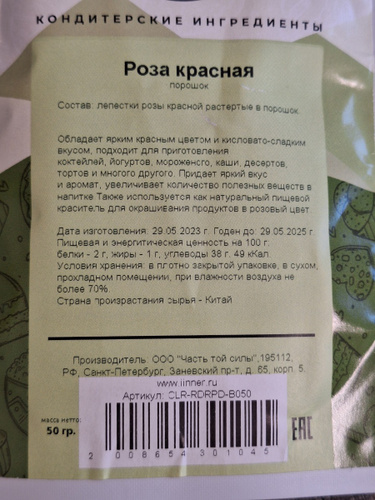 КОНДИТЕРСКИЕ ИНГРЕДИЕНТЫ
Роза красная
порошок
Состав: лепестки розы красной растертые в порошок.
Обладает ярким красным цветом и кисловато-сладким
вкусом, подходит для приготовления
коктейлей, йогуртов, мороженого, каши, десертов,
тортов и многого другого. Придает яркий вкус
и аромат, увеличивает количество полезных веществ в
напитке Также используется как натуральный пищевой
краситель для окрашивания продуктов в розовый цвет.
Дата изготовления: 29.05.2023 г. Годен до: 29.05.2025 г.
Пищевая и энергетическая ценность на 100 г:
белки - 2 г, жиры - 1 г, углеводы 38 г. 49 кКал.
Условия хранения: в плотно закрытой упаковке, в сухом,
прохладном помещении, при влажности воздуха не
более 70%.
Страна произрастания сырья - Китай
Производитель: ООО "Часть той силы",195112,
РФ, Санкт-Петербург, Заневский пр-т, д. 65, корп. 5.
www.iinner.ru
Артикул: CLR-RDRPD-B050
масса нетто:
50 гр.
2 008654 301045
EAC